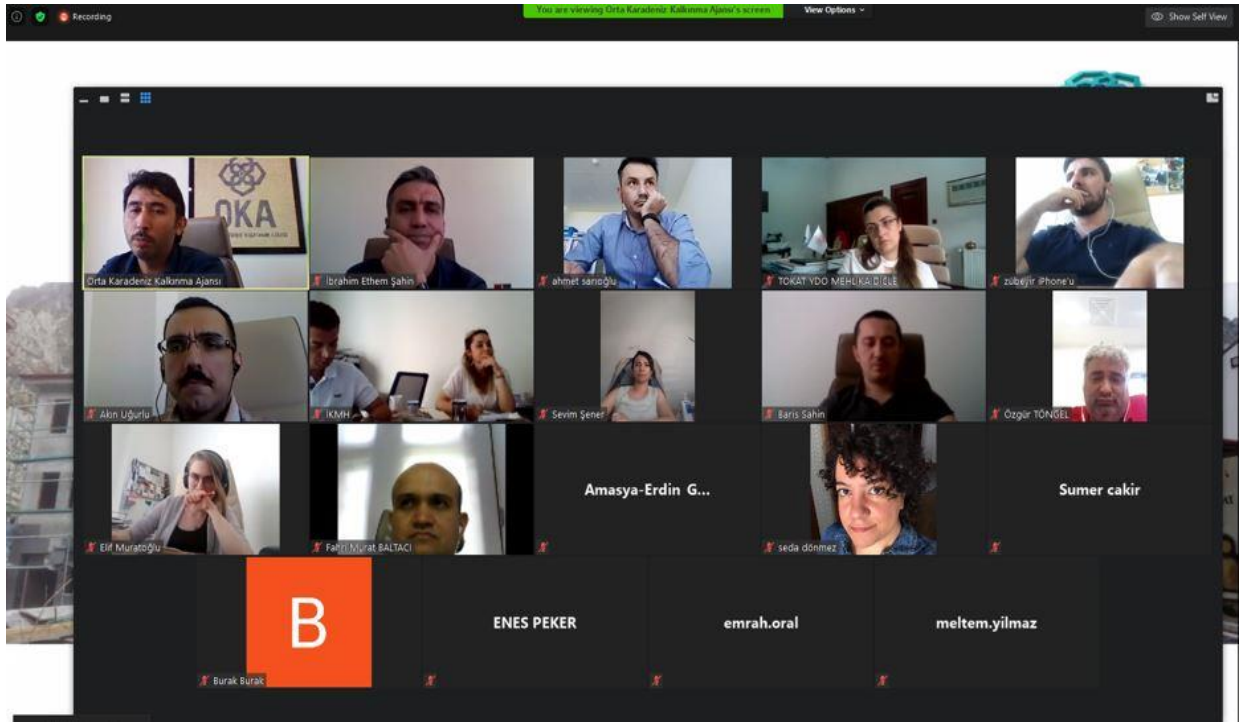 Recording
You are viewing Orta Karadeniz Kalkınma Ajansı's screen
View Options
Show Self View
OKA
Orta Karadeniz Kalkınma Ajansı
İbrahim Ethem Şahin
ahmet sarıoğlu
TOKAT YDO MEHLİKA DİCLE
zübeyir iPhone'u
Akın Uğurlu
İKMH
Sevim Şener
Baris Sahin
Özgür TÖNGEL
Elif Muratoğlu
Fahri Murat BALTACI
Amasya-Erdin G...
seda dönmez
Sumer cakir
B
Burak Burak
ENES PEKER
emrah.oral
meltem.yilmaz